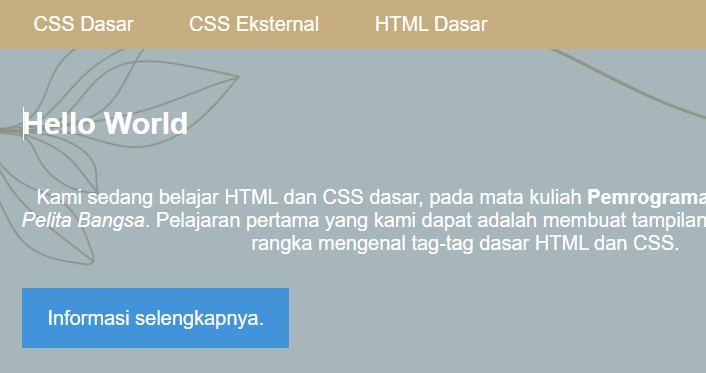 CSS Dasar CSS Eksternal HTML Dasar
Hello World
Kami sedang belajar HTML dan CSS dasar, pada mata kuliah Pemrograma
Pelita Bangsa. Pelajaran pertama yang kami dapat adalah membuat tampilan
rangka mengenal tag-tag dasar HTML dan CSS.
Informasi selengkapnya.